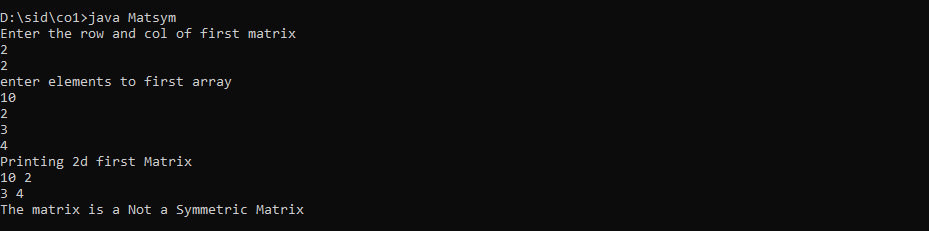 D:\sid\co1>java Matsym
Enter the row and col of first matrix
2
2
enter elements to first array
10
2
3
4
Printing 2d first Matrix
10 2
3 4
The matrix is a Not a Symmetric Matrix